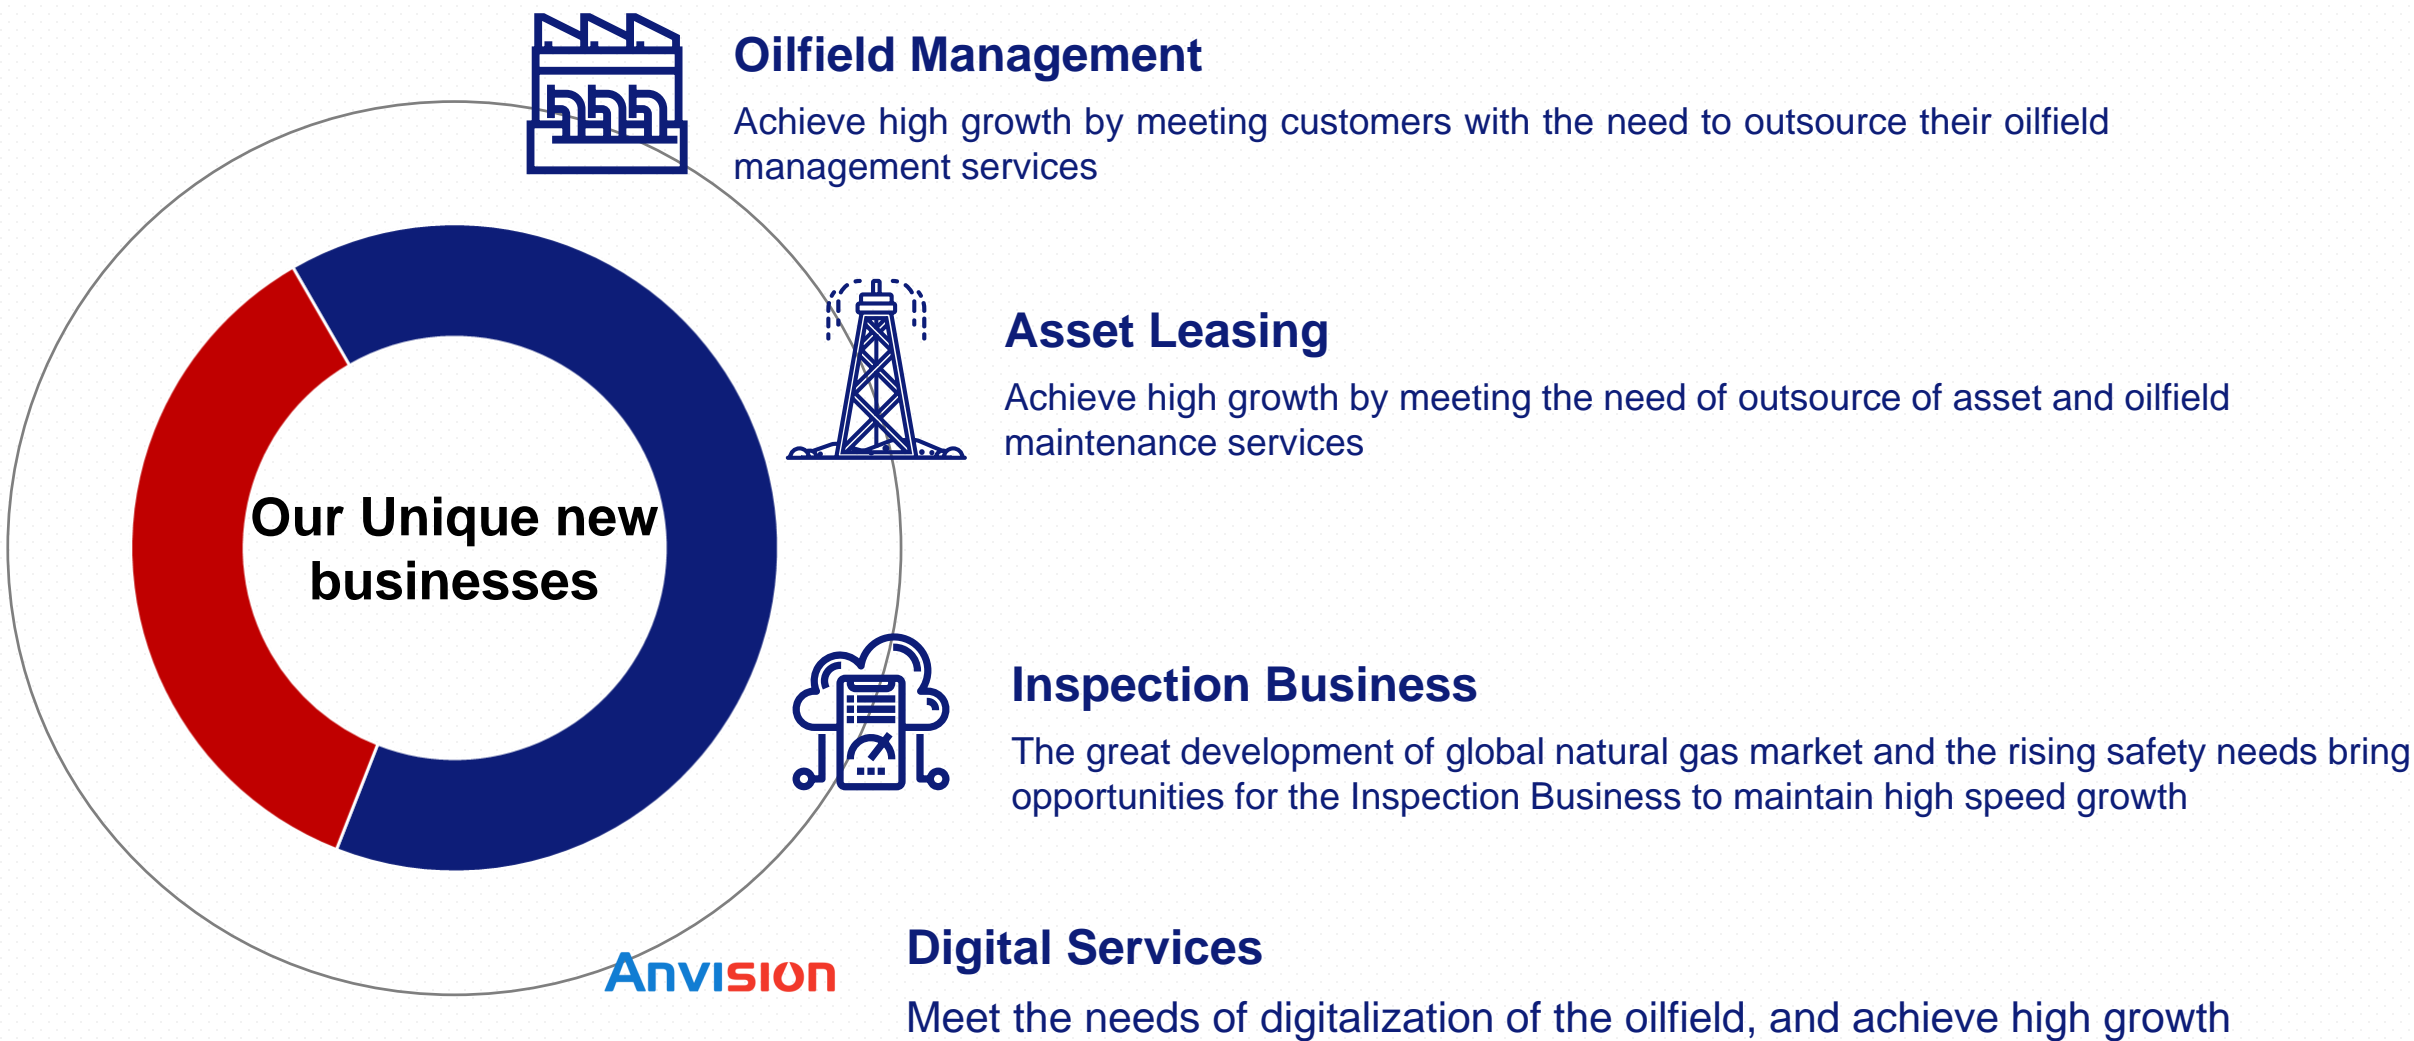 Oilfield Management
Achieve high growth by meeting customers with the need to outsource their oilfield
management services
Asset Leasing
Achieve high growth by meeting the need of outsource of asset and oilfield
maintenance services
Our Unique new
businesses
Inspection Business
The great development of global natural gas market and the rising safety needs bring
opportunities for the Inspection Business to maintain high speed growth
Anvision
Digital Services
Meet the needs of digitalization of the oilfield, and achieve high growth